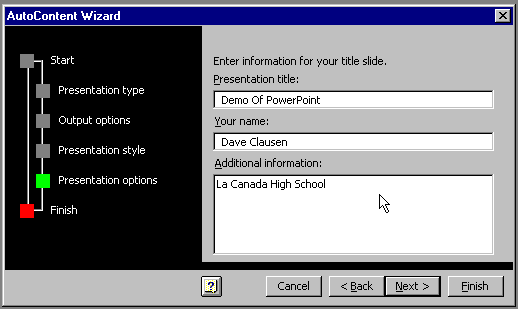 AutoContent Wizard
Start
Presentation type
Output options
Presentation style
Presentation options
Finish
Enter information for your title slide.
Presentation title:
Demo Of PowerPoint
Your name:
Dave Clausen
Additional information:
La Canada High School
?
Cancel
< Back
Next >
Finish